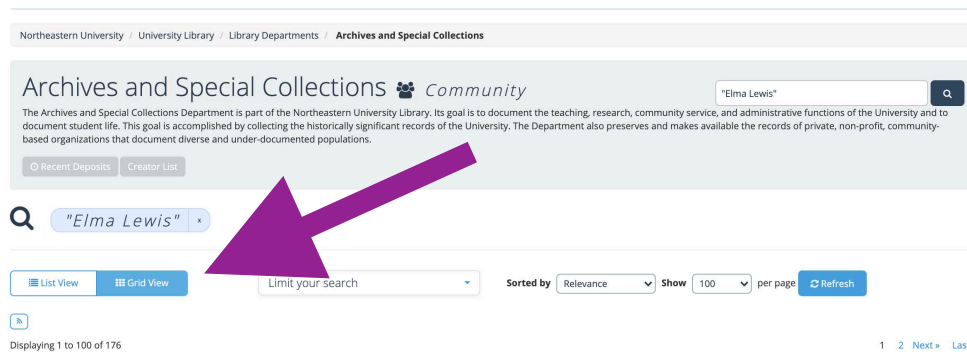 Northeastern University / University Library / Library Departments / Archives and Special Collections
Archives and Special Collections Community
"Elma Lewis"
The Archives and Special Collections Department is part of the Northeastern University Library. Its goal is to document the teaching, research, community service, and administrative functions of the University and to
document student life. This goal is accomplished by collecting the historically significant records of the University. The Department also preserves and makes available the records of private, non-profit, community-
based organizations that document diverse and under-documented populations.
Recent Deposits Creator List
"Elma Lewis" x
List View Grid View Limit your search Sorted by Relevance Show 100 per page Refresh
Displaying 1 to 100 of 176 1 2 Next »